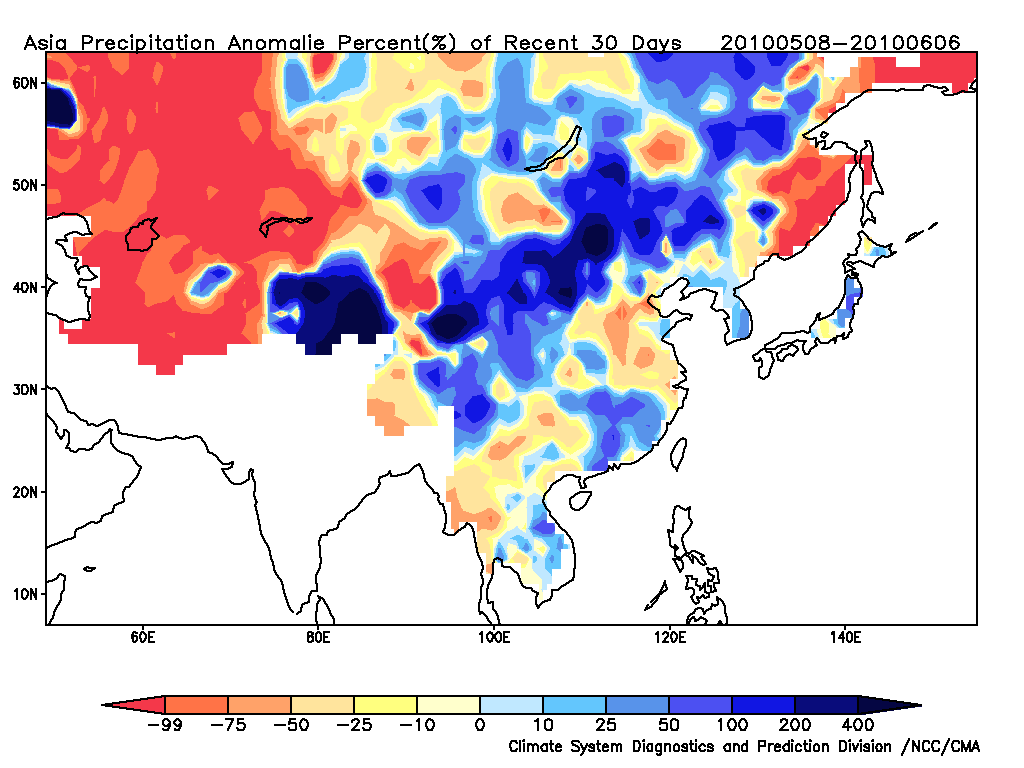 Asia Precipitation Anomalie Percent(%) of Recent 30 Days 20100508-20100606
60N
50N
40N
30N
20N
10N
60E 80E 100E 120E 140E
-99 -75 -50 -25 -10 0 10 25 50 100 200 400
Climate System Diagnostics and Prediction Division /NCC/CMA